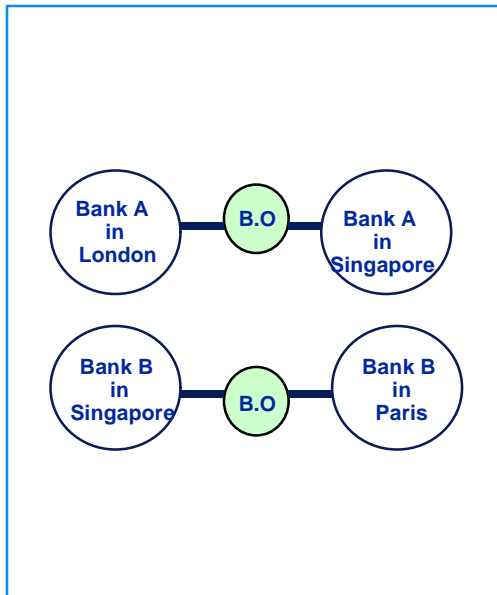 Bank A
in
London
B.O
Bank A
in
Singapore
Bank B
in
Singapore
B.O
Bank B
in
Paris